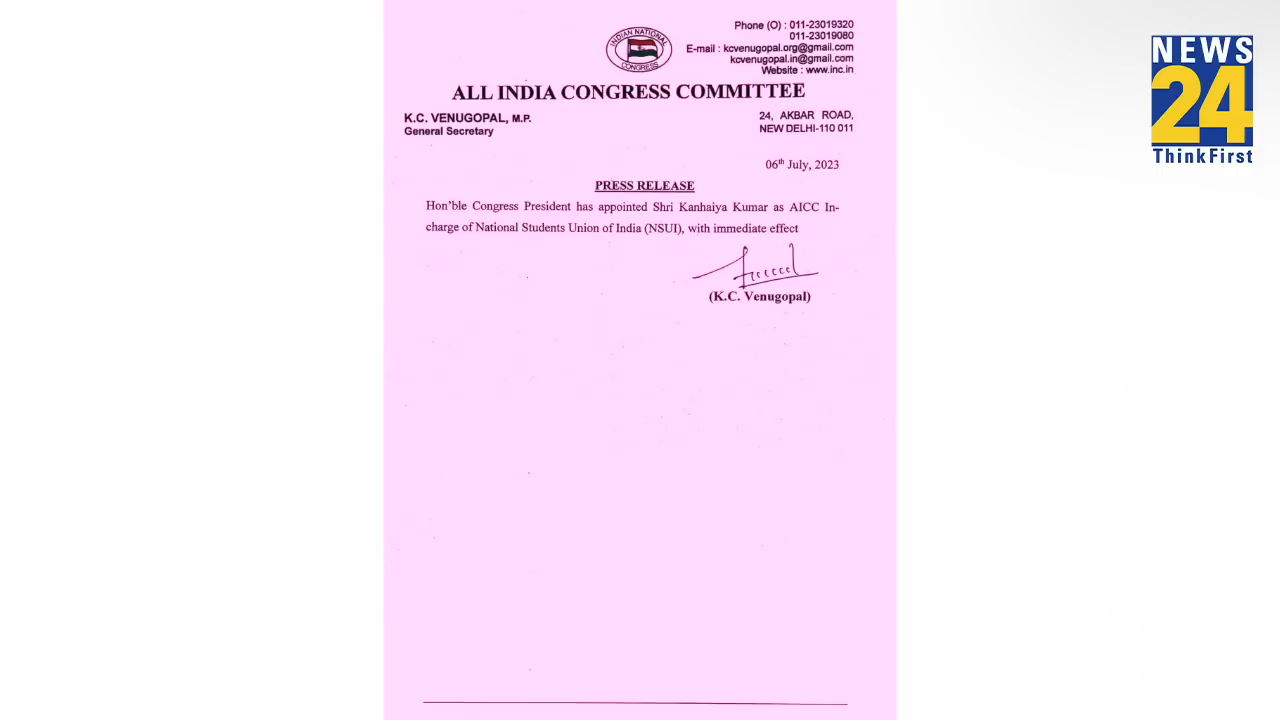 Phone (O) : 011-23019320
011-23019080
E-mail : kcvenugopal.org@gmail.com
kcvenugopal.in@gmail.com
Website : www.inc.in
INDIAN NATIONAL
CONGRESS
ALL INDIA CONGRESS COMMITTEE
K.C. VENUGOPAL, M.P.
General Secretary
24, AKBAR ROAD,
NEW DELHI-110 011
06th July, 2023
PRESS RELEASE
Hon'ble Congress President has appointed Shri Kanhaiya Kumar as AICC In-
charge of National Students Union of India (NSUI), with immediate effect
(K.C. Venugopal)
NEWS
24
ThinkFirst